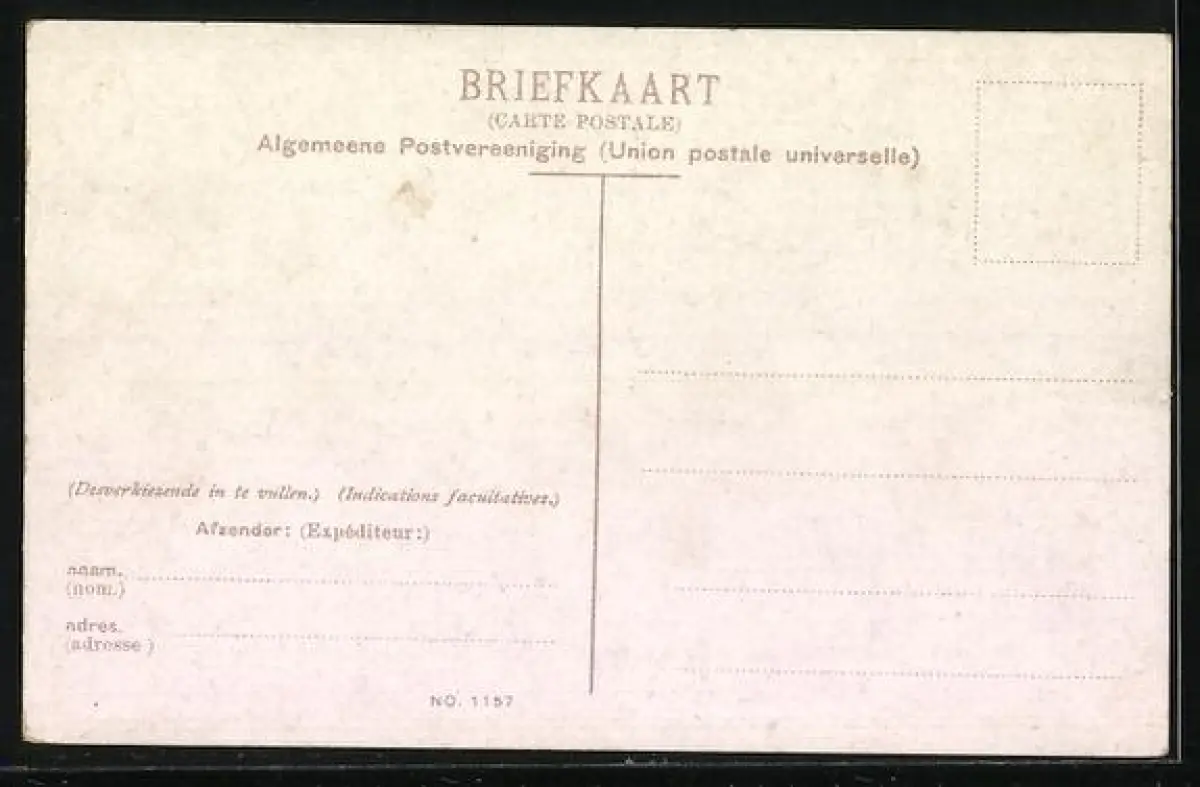 BRIEFKAART
(CARTE POSTALE)
Algemeene Postvereeniging (Union postale universelle)
(Desverkiezende in te vullen.) (Indications facultatives.)
Afzender: (Expéditeur:)
naam.
(nom.)
adres.
(adresse)
NO. 1157